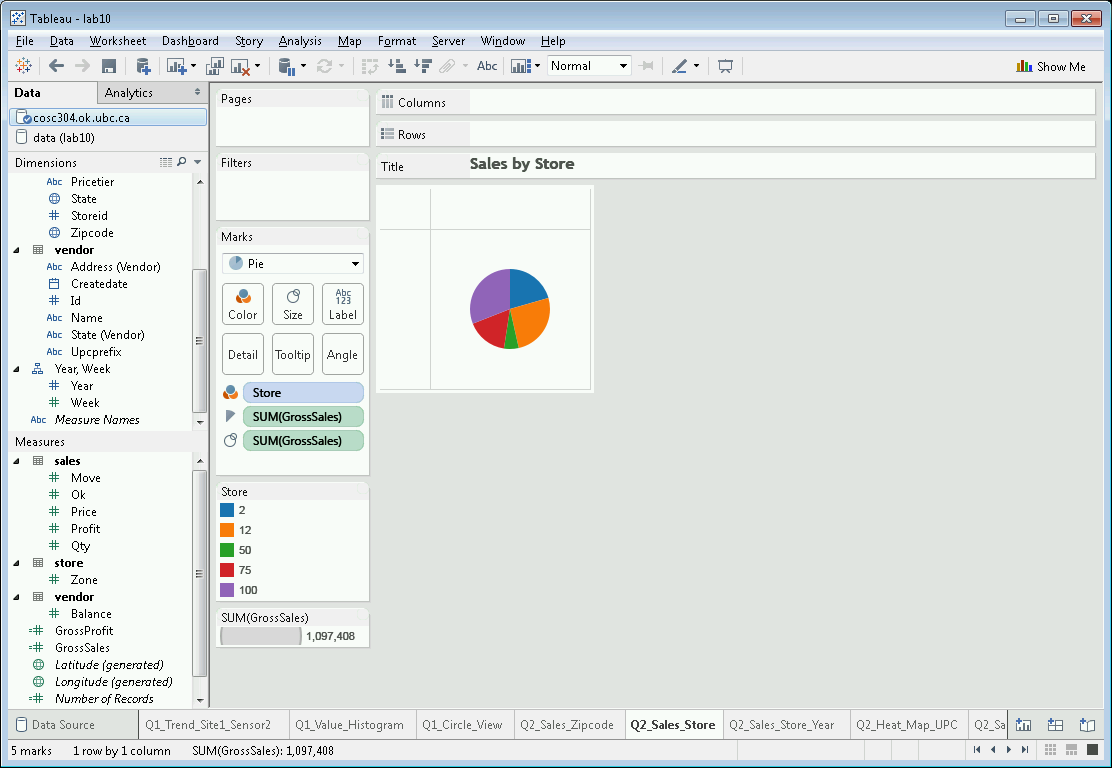 Tableau - lab10
File Data Worksheet Dashboard Story Analysis Map Format Server Window Help
Abc Normal Show Me
Data Analytics
cosc304.ok.ubc.ca
data (lab10)
Dimensions
Abc Pricetier
State
Storeid
Zipcode
vendor
Abc Address (Vendor)
Createdate
Id
Abc Name
Abc State (Vendor)
Abc Upcprefix
Year, Week
Year
Week
Abc Measure Names
Measures
sales
Move
Ok
Price
Profit
Qty
store
Zone
vendor
Balance
GrossProfit
GrossSales
Latitude (generated)
Longitude (generated)
Number of Records
Pages
Filters
Marks
Pie
Color Size Abc 123 Label
Detail Tooltip Angle
Store
SUM(GrossSales)
SUM(GrossSales)
Store
2
12
50
75
100
SUM(GrossSales)
1,097,408
Columns
Rows
Title Sales by Store
Data Source Q1_Trend_Site1_Sensor2 Q1_Value_Histogram Q1_Circle_View Q2_Sales_Zipcode Q2_Sales_Store Q2_Sales_Store_Year Q2_Heat_Map_UPC Q2_Sa
5 marks 1 row by 1 column SUM(GrossSales): 1,097,408